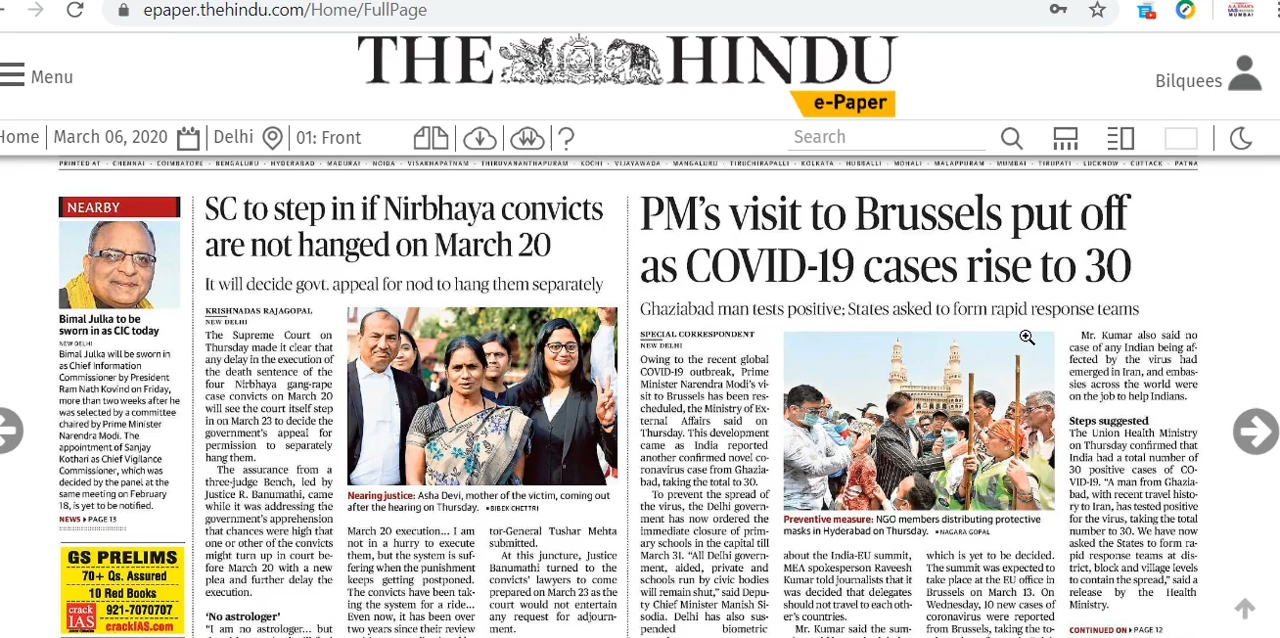 epaper.thehindu.com/Home/FullPage
THE HINDU
e-Paper
Menu
Bilquees
Home | March 06, 2020 | Delhi | 01: Front
Search
PRINTED AT • CHENNAI • COIMBATORE • BENGALURU • HYDERABAD • MADURAI • NOIDA • VISAKHAPATNAM • THIRUVANANTHAPURAM • KOCHI • VIJAYAWADA • MANGALURU • TIRUCHIRAPALLI • KOLKATA • HUBBALLI • MOHALI • MALAPPURAM • MUMBAI • TIRUPATI • LUCKNOW • CUTTACK • PATNA
NEARBY
Bimal Julka to be
sworn in as CIC today
NEW DELHI
Bimal Julka will be sworn in
as Chief Information
Commissioner by President
Ram Nath Kovind on Friday,
more than two weeks after he
was selected by a committee
chaired by Prime Minister
Narendra Modi. The
appointment of Sanjay
Kothari as Chief Vigilance
Commissioner, which was
decided by the panel at the
same meeting on February
18, is yet to be notified.
NEWS ▸ PAGE 13
GS PRELIMS
70+ Qs. Assured
10 Red Books
crack
IAS
921-7070707
crackIAS.com
SC to step in if Nirbhaya convicts
are not hanged on March 20
It will decide govt. appeal for nod to hang them separately
KRISHNADAS RAJAGOPAL
NEW DELHI
The Supreme Court on
Thursday made it clear that
any delay in the execution of
the death sentence of the
four Nirbhaya gang-rape
case convicts on March 20
will see the court itself step
in on March 23 to decide the
government's appeal for
permission to separately
hang them.
The assurance from a
three-judge Bench, led by
Justice R. Banumathi, came
while it was addressing the
government's apprehension
that chances were high that
one or other of the convicts
might turn up in court be-
fore March 20 with a new
plea and further delay the
execution.
'No astrologer'
"I am no astrologer... but
Nearing justice: Asha Devi, mother of the victim, coming out
after the hearing on Thursday. • BIBEK CHETTRI
March 20 execution... I am
not in a hurry to execute
them, but the system is suf-
fering when the punishment
keeps getting postponed.
The convicts have been tak-
ing the system for a ride...
Even now, it has been over
two years since their review
tor-General Tushar Mehta
submitted.
At this juncture, Justice
Banumathi turned to the
convicts' lawyers to come
prepared on March 23 as the
court would not entertain
any request for adjourn-
ment.
PM's visit to Brussels put off
as COVID-19 cases rise to 30
Ghaziabad man tests positive; States asked to form rapid response teams
SPECIAL CORRESPONDENT
NEW DELHI
Owing to the recent global
COVID-19 outbreak, Prime
Minister Narendra Modi's vi-
sit to Brussels has been res-
cheduled, the Ministry of Ex-
ternal Affairs said on
Thursday. This development
came as India reported
another confirmed novel co-
ronavirus case from Ghazia-
bad, taking the total to 30.
To prevent the spread of
the virus, the Delhi govern-
ment has now ordered the
immediate closure of prim-
ary schools in the capital till
March 31. "All Delhi govern-
ment, aided, private and
schools run by civic bodies
will remain shut," said Depu-
ty Chief Minister Manish Si-
sodia. Delhi has also sus-
pended biometric
Preventive measure: NGO members distributing protective
masks in Hyderabad on Thursday. • NAGARA GOPAL
about the India-EU summit,
MEA spokesperson Raveesh
Kumar told journalists that it
was decided that delegates
should not travel to each oth-
er's countries.
Mr. Kumar said the sum-
which is yet to be decided.
The summit was expected to
take place at the EU office in
Brussels on March 13. On
Wednesday, 10 new cases of
coronavirus were reported
from Brussels, taking the to-
Mr. Kumar also said no
case of any Indian being af-
fected by the virus had
emerged in Iran, and embas-
sies across the world were
on the job to help Indians.
Steps suggested
The Union Health Ministry
on Thursday confirmed that
India had a total number of
30 positive cases of CO-
VID-19. "A man from Ghazia-
bad, with recent travel histo-
ry to Iran, has tested positive
for the virus, taking the total
number to 30. We have now
asked the States to form ra-
pid response teams at dis-
trict, block and village levels
to contain the spread," said a
release by the Health
Ministry.
CONTINUED ON ▸ PAGE 12